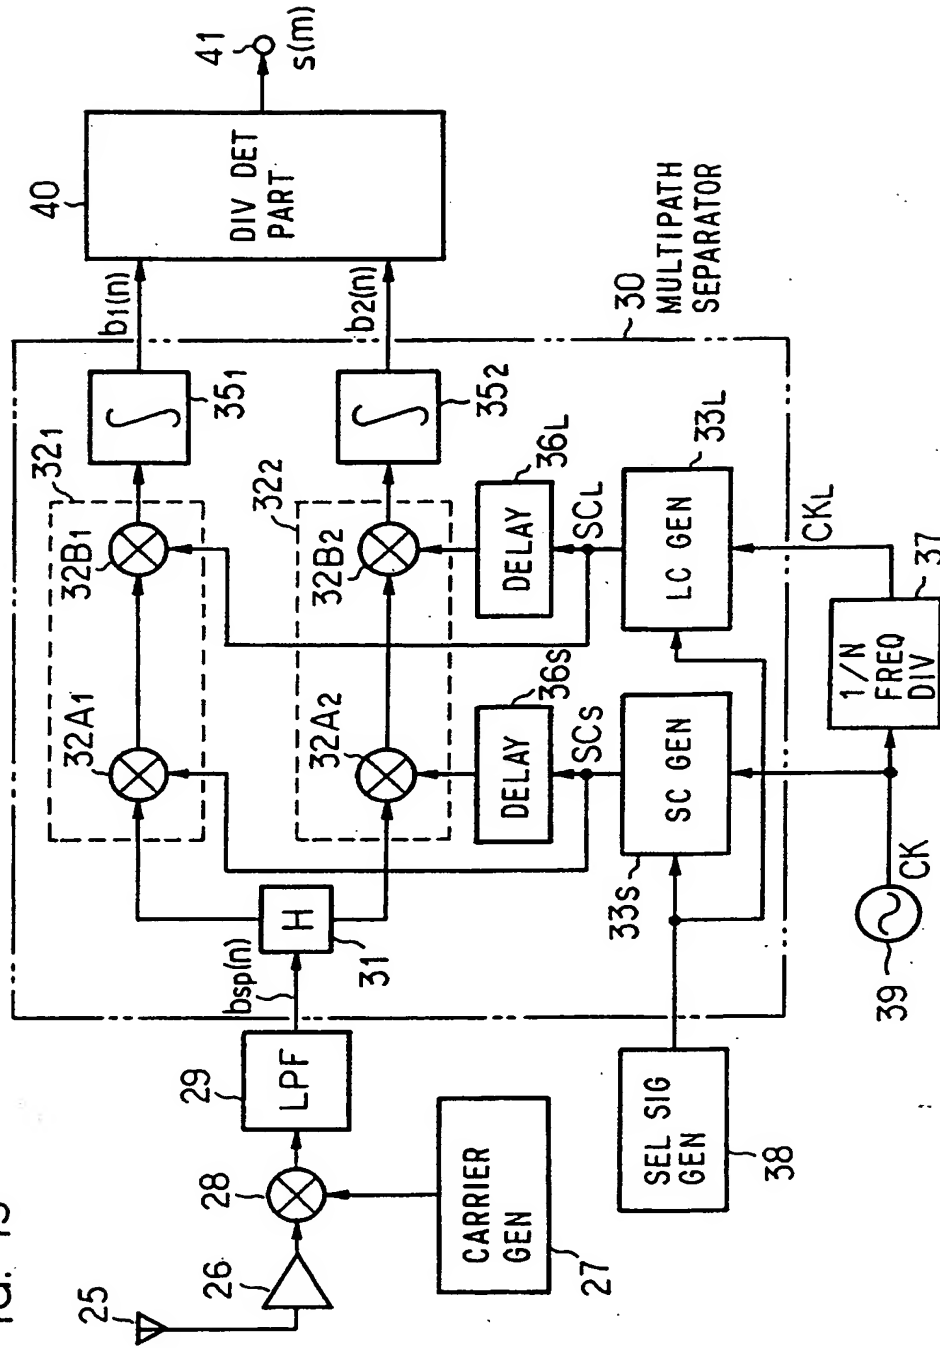 25
26
28
29
LPF
CARRIER
GEN
27
bsp(n)
H
31
32A1
32B1
321
∫
351
b1(n)
32A2
32B2
322
∫
352
b2(n)
40
DIV DET
PART
41
s(m)
DELAY
36S
DELAY
36L
SCS
SCL
SC GEN
33S
LC GEN
33L
30
MULTIPATH
SEPARATOR
SEL SIG
GEN
38
39
CK
1/N
FREQ
DIV
37
CKL